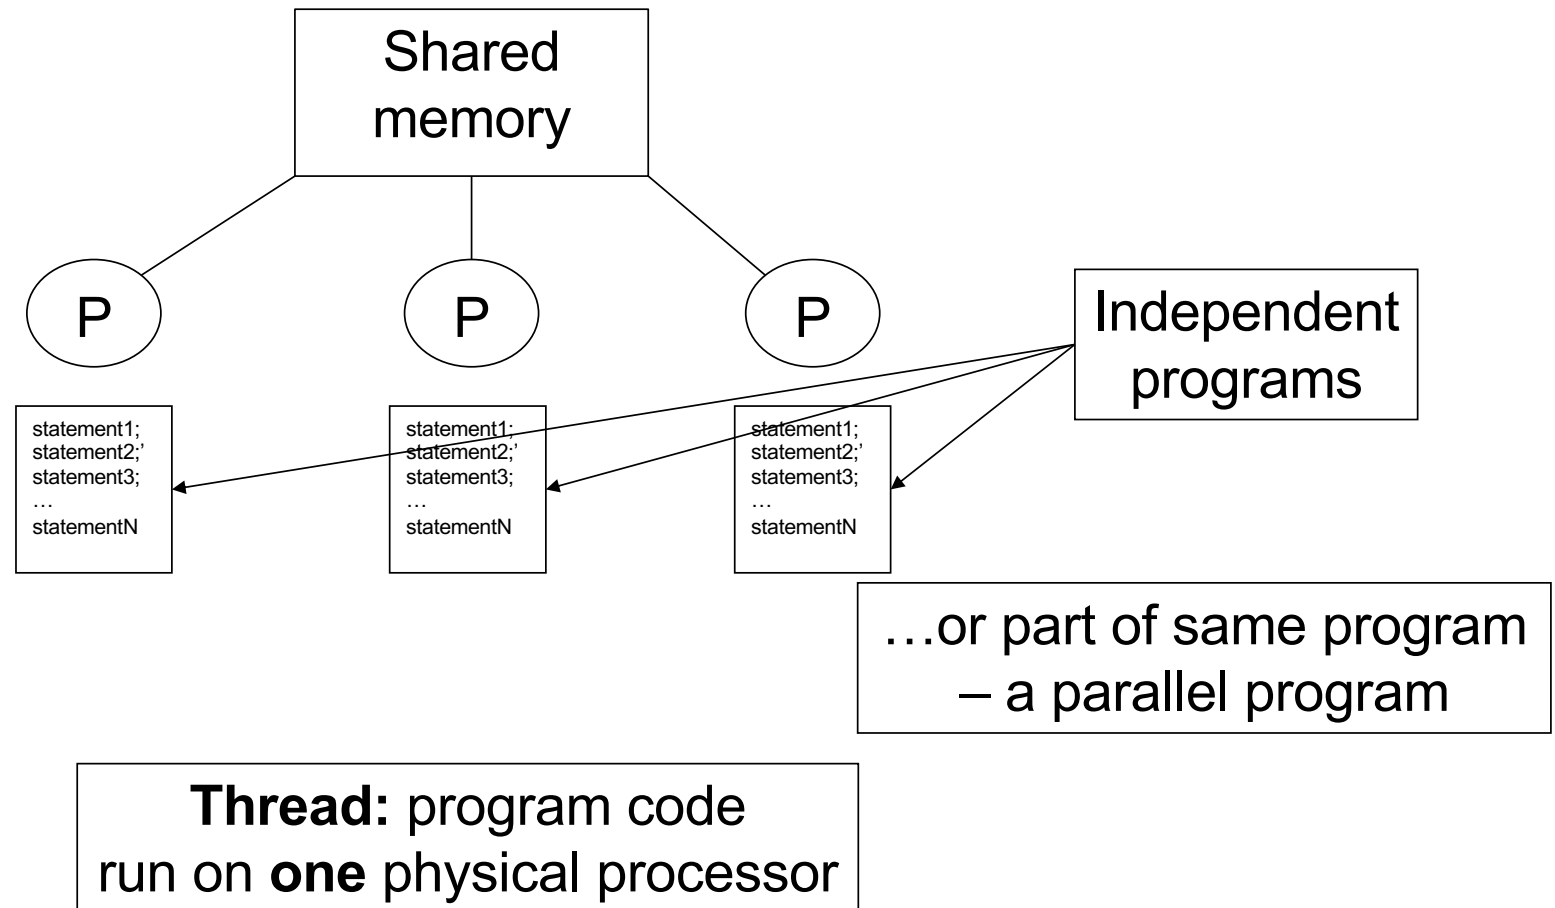 Shared
memory
P
P
P
Independent
programs
statement1;
statement2;’
statement3;
…
statementN
statement1;
statement2;’
statement3;
…
statementN
statement1;
statement2;’
statement3;
…
statementN
…or part of same program
– a parallel program
Thread: program code
run on one physical processor